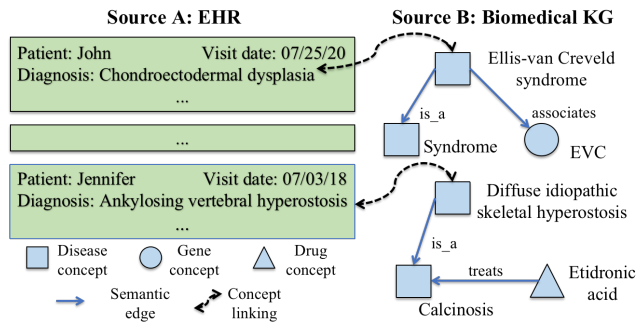 Source A: EHR
Source B: Biomedical KG
Patient: John Visit date: 07/25/20
Diagnosis: Chondroectodermal dysplasia
...
...
Patient: Jennifer Visit date: 07/03/18
Diagnosis: Ankylosing vertebral hyperostosis
...
Ellis-van Creveld
syndrome
is_a
associates
Syndrome
EVC
Diffuse idiopathic
skeletal hyperostosis
is_a
treats
Calcinosis
Etidronic
acid
Disease
concept
Gene
concept
Drug
concept
Semantic
edge
Concept
linking